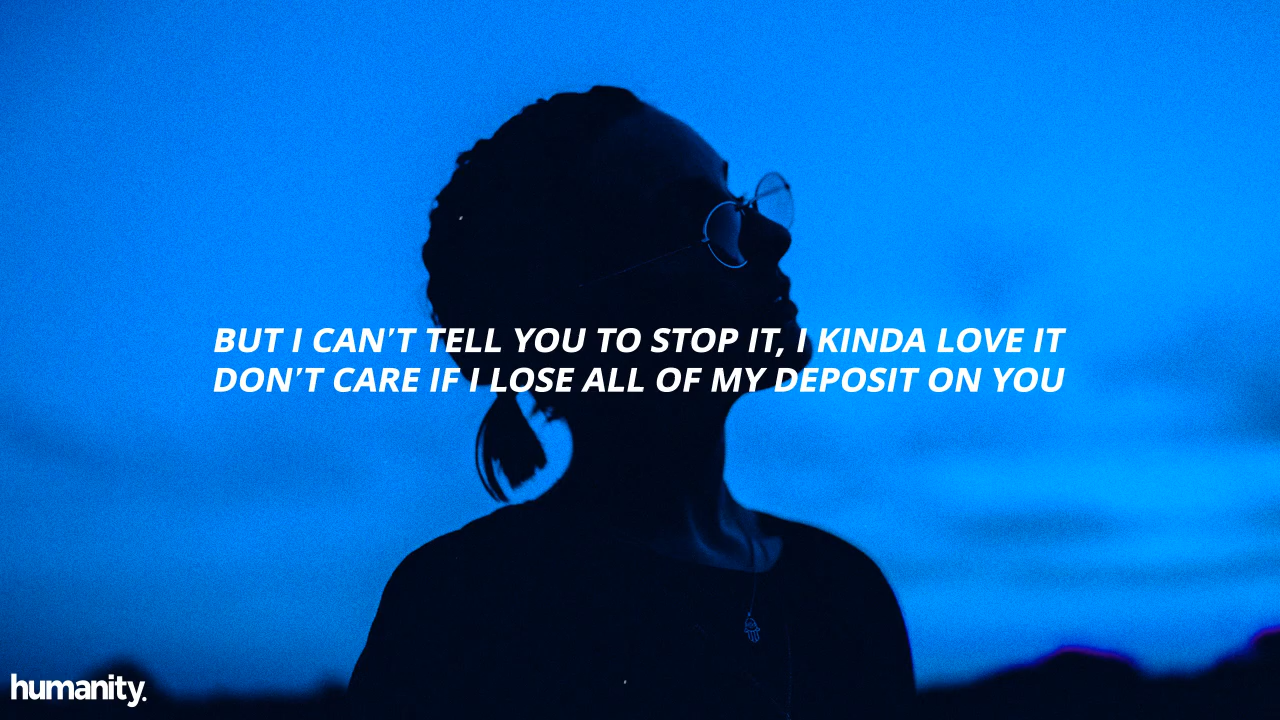 BUT I CAN'T TELL YOU TO STOP IT, I KINDA LOVE IT
DON'T CARE IF I LOSE ALL OF MY DEPOSIT ON YOU
humanity.